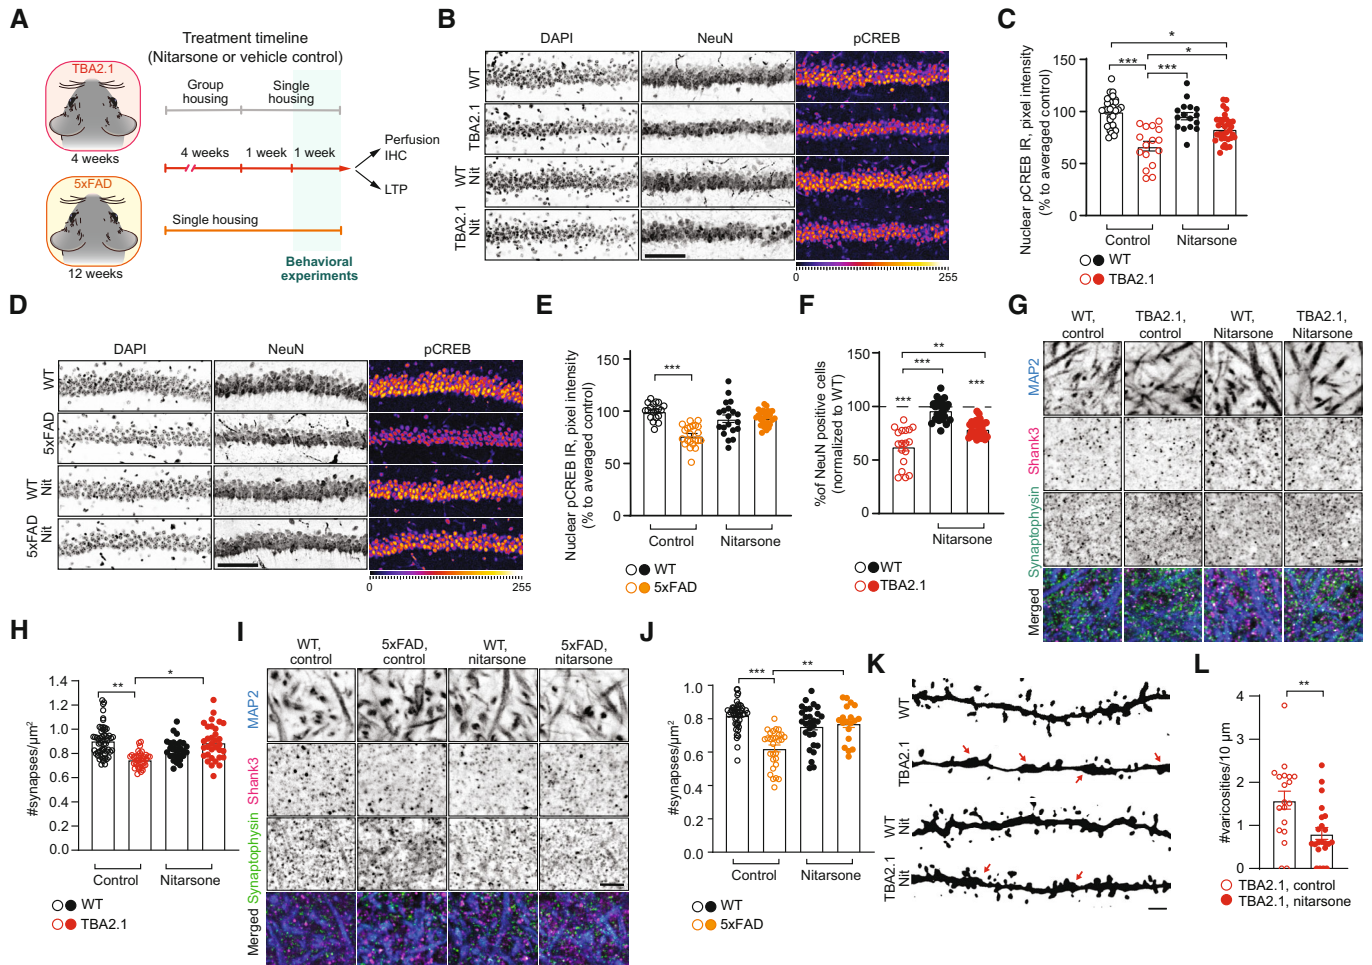 A
Treatment timeline
(Nitarsone or vehicle control)
TBA2.1
4 weeks
5xFAD
12 weeks
Group
housing
Single
housing
4 weeks
1 week
1 week
Perfusion
IHC
LTP
Single housing
Behavioral
experiments
B
DAPI
NeuN
pCREB
WT
TBA2.1
WT
Nit
TBA2.1
Nit
0
255
C
Nuclear pCREB IR, pixel intensity
(% to averaged control)
150
100
50
0
*
*
***
***
Control
Nitarsone
WT
TBA2.1
D
DAPI
NeuN
pCREB
WT
5xFAD
WT
Nit
5xFAD
Nit
0
255
E
Nuclear pCREB IR, pixel intensity
(% to averaged control)
150
100
50
0
***
Control
Nitarsone
WT
5xFAD
F
%of NeuN positive cells
(normalized to WT)
150
100
50
0
**
***
***
***
Nitarsone
WT
TBA2.1
G
WT,
control
TBA2.1,
control
WT,
Nitarsone
TBA2.1,
Nitarsone
MAP2
Shank3
Synaptophysin
Merged
H
#synapses/μm²
1.4
1.2
1.0
0.8
0.6
0.4
0.2
0.0
**
*
Control
Nitarsone
WT
TBA2.1
I
WT,
control
5xFAD,
control
WT,
nitarsone
5xFAD,
nitarsone
MAP2
Shank3
Synaptophysin
Merged
J
#synapses/μm²
1.0
0.8
0.6
0.4
0.2
0.0
***
**
Control
Nitarsone
WT
5xFAD
K
WT
TBA2.1
WT
Nit
TBA2.1
Nit
L
#varicosities/10 μm
4
3
2
1
0
**
TBA2.1, control
TBA2.1, nitarsone